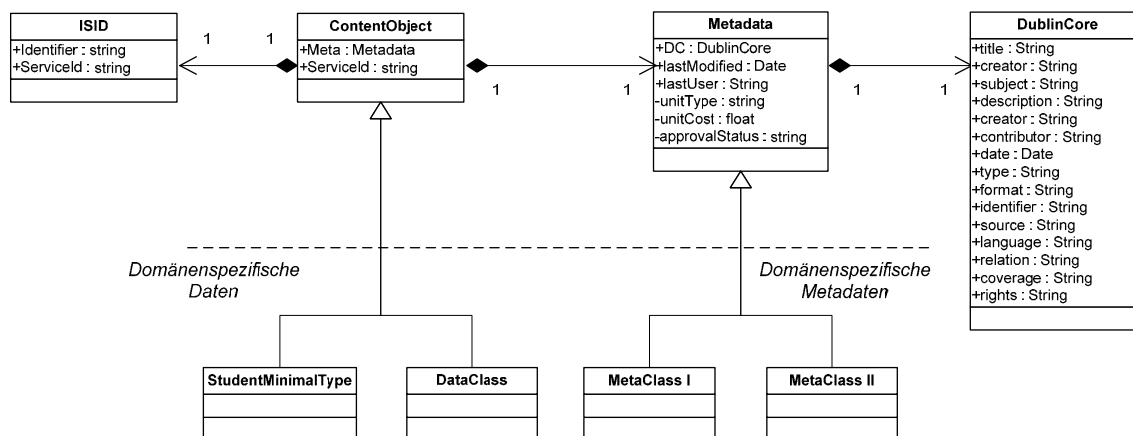 ISID
+Identifier : string
+ServiceId : string
1
1
ContentObject
+Meta : Metadata
+ServiceId : string
1
1
Metadata
+DC : DublinCore
+lastModified : Date
+lastUser : String
-unitType : string
-unitCost : float
-approvalStatus : string
1
1
DublinCore
+title : String
+creator : String
+subject : String
+description : String
+creator : String
+contributor : String
+date : Date
+type : String
+format : String
+identifier : String
+source : String
+language : String
+relation : String
+coverage : String
+rights : String
Domänenspezifische
Daten
Domänenspezifische
Metadaten
StudentMinimalType
DataClass
MetaClass I
MetaClass II